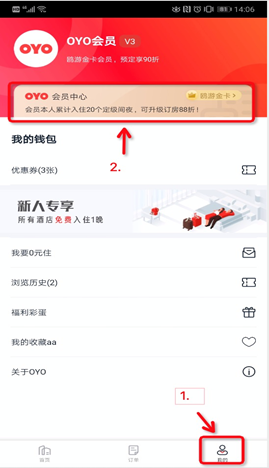 14:06
OYO
OYO会员 V3
鸥游金卡会员，预定享90折
OYO 会员中心
鸥游金卡 >
会员本人累计入住20个定级间夜，可升级订房88折！
我的钱包
2.
优惠券(3张)
新人专享
所有酒店免费入住1晚
我要0元住
浏览历史(2)
福利彩蛋
我的收藏aa
关于OYO
1.
订单
我的